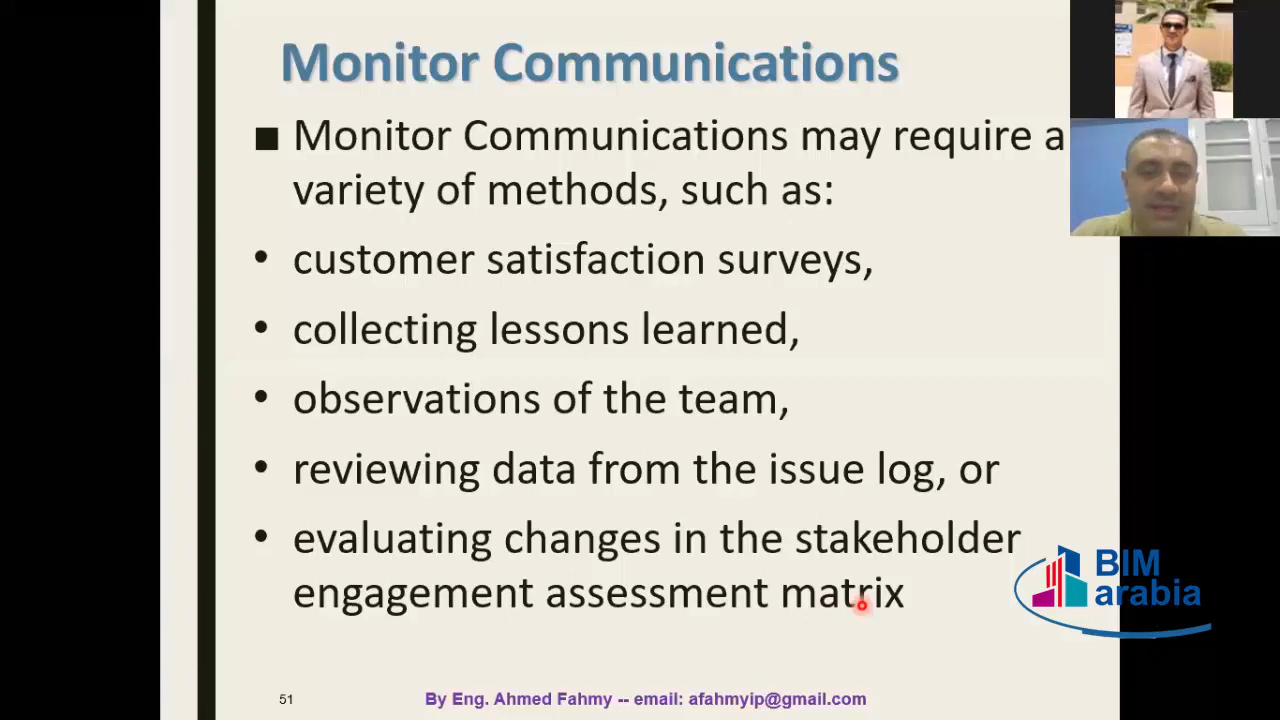 Monitor Communications
■ Monitor Communications may require a
variety of methods, such as:
• customer satisfaction surveys,
• collecting lessons learned,
• observations of the team,
• reviewing data from the issue log, or
• evaluating changes in the stakeholder
engagement assessment matrix
BIM
arabia
51
By Eng. Ahmed Fahmy -- email: afahmyip@gmail.com